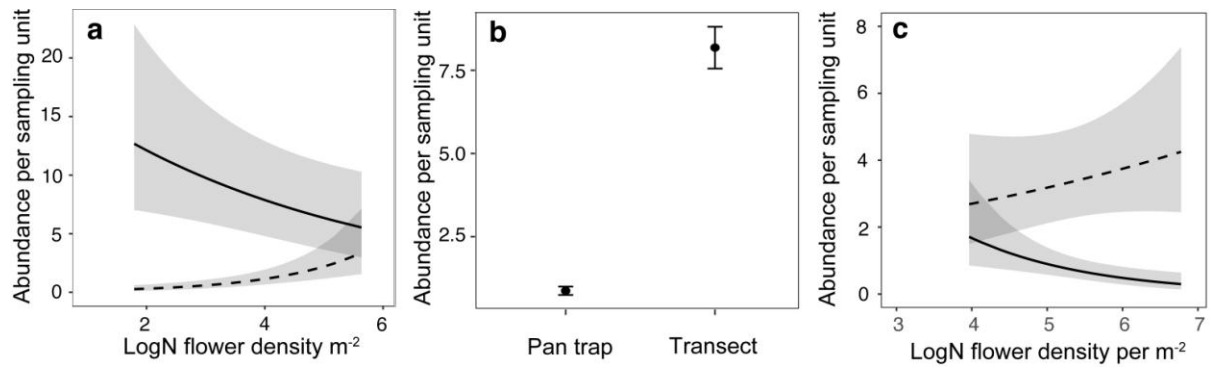 a
Abundance per sampling unit
20
15
10
5
0
2 4 6
LogN flower density m-2
b
Abundance per sampling unit
7.5
5.0
2.5
Pan trap Transect
c
Abundance per sampling unit
8
6
4
2
0
3 4 5 6 7
LogN flower density per m-2